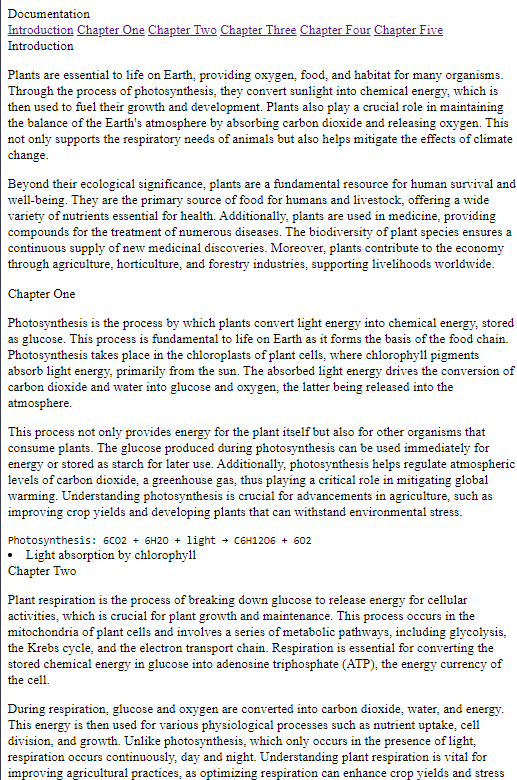 Documentation
Introduction Chapter One Chapter Two Chapter Three Chapter Four Chapter Five
Introduction
Plants are essential to life on Earth, providing oxygen, food, and habitat for many organisms.
Through the process of photosynthesis, they convert sunlight into chemical energy, which is
then used to fuel their growth and development. Plants also play a crucial role in maintaining
the balance of the Earth's atmosphere by absorbing carbon dioxide and releasing oxygen. This
not only supports the respiratory needs of animals but also helps mitigate the effects of climate
change.
Beyond their ecological significance, plants are a fundamental resource for human survival and
well-being. They are the primary source of food for humans and livestock, offering a wide
variety of nutrients essential for health. Additionally, plants are used in medicine, providing
compounds for the treatment of numerous diseases. The biodiversity of plant species ensures a
continuous supply of new medicinal discoveries. Moreover, plants contribute to the economy
through agriculture, horticulture, and forestry industries, supporting livelihoods worldwide.
Chapter One
Photosynthesis is the process by which plants convert light energy into chemical energy, stored
as glucose. This process is fundamental to life on Earth as it forms the basis of the food chain.
Photosynthesis takes place in the chloroplasts of plant cells, where chlorophyll pigments
absorb light energy, primarily from the sun. The absorbed light energy drives the conversion of
carbon dioxide and water into glucose and oxygen, the latter being released into the
atmosphere.
This process not only provides energy for the plant itself but also for other organisms that
consume plants. The glucose produced during photosynthesis can be used immediately for
energy or stored as starch for later use. Additionally, photosynthesis helps regulate atmospheric
levels of carbon dioxide, a greenhouse gas, thus playing a critical role in mitigating global
warming. Understanding photosynthesis is crucial for advancements in agriculture, such as
improving crop yields and developing plants that can withstand environmental stress.
Photosynthesis: 6CO2 + 6H2O + light → C6H12O6 + 6O2
• Light absorption by chlorophyll
Chapter Two
Plant respiration is the process of breaking down glucose to release energy for cellular
activities, which is crucial for plant growth and maintenance. This process occurs in the
mitochondria of plant cells and involves a series of metabolic pathways, including glycolysis,
the Krebs cycle, and the electron transport chain. Respiration is essential for converting the
stored chemical energy in glucose into adenosine triphosphate (ATP), the energy currency of
the cell.
During respiration, glucose and oxygen are converted into carbon dioxide, water, and energy.
This energy is then used for various physiological processes such as nutrient uptake, cell
division, and growth. Unlike photosynthesis, which only occurs in the presence of light,
respiration occurs continuously, day and night. Understanding plant respiration is vital for
improving agricultural practices, as optimizing respiration can enhance crop yields and stress